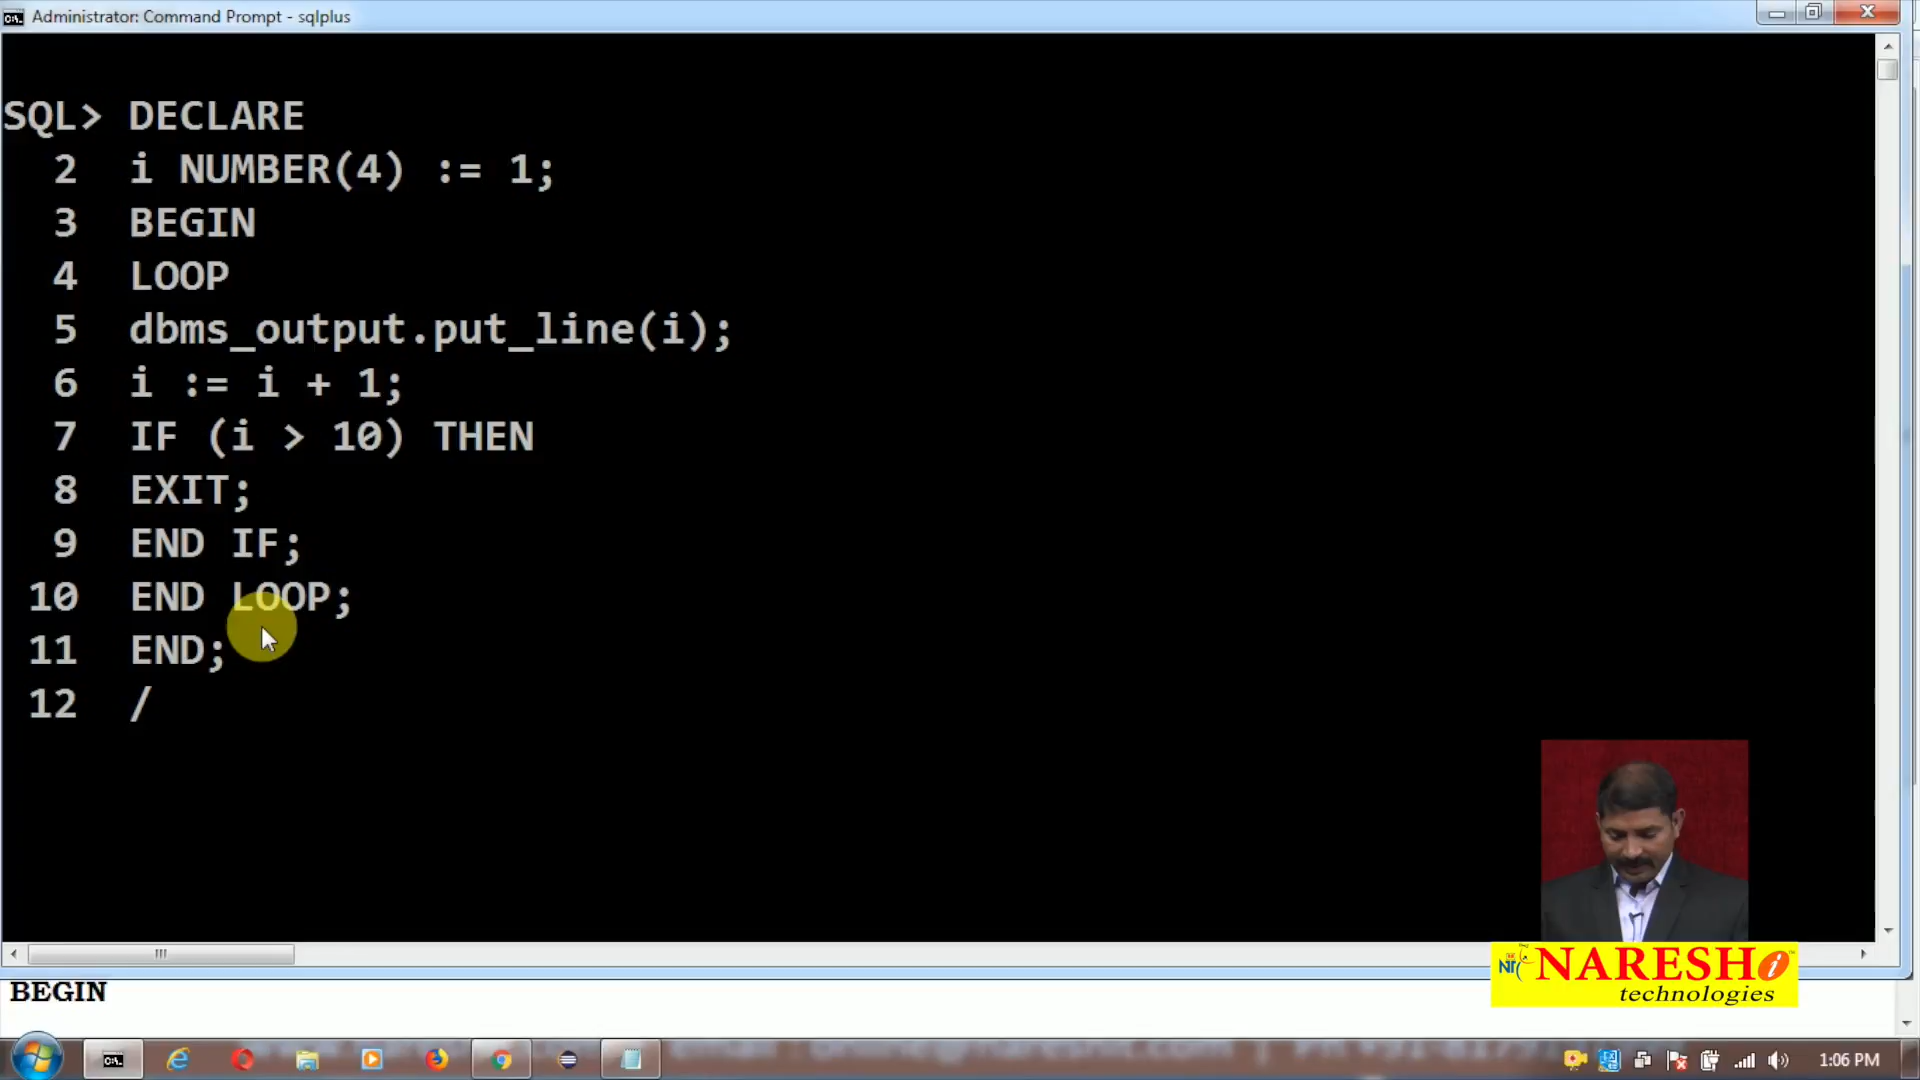 Administrator: Command Prompt - sqlplus
SQL> DECLARE
2 i NUMBER(4) := 1;
3 BEGIN
4 LOOP
5 dbms_output.put_line(i);
6 i := i + 1;
7 IF (i > 10) THEN
8 EXIT;
9 END IF;
10 END LOOP;
11 END;
12 /
NARESH i
technologies
BEGIN
1:06 PM